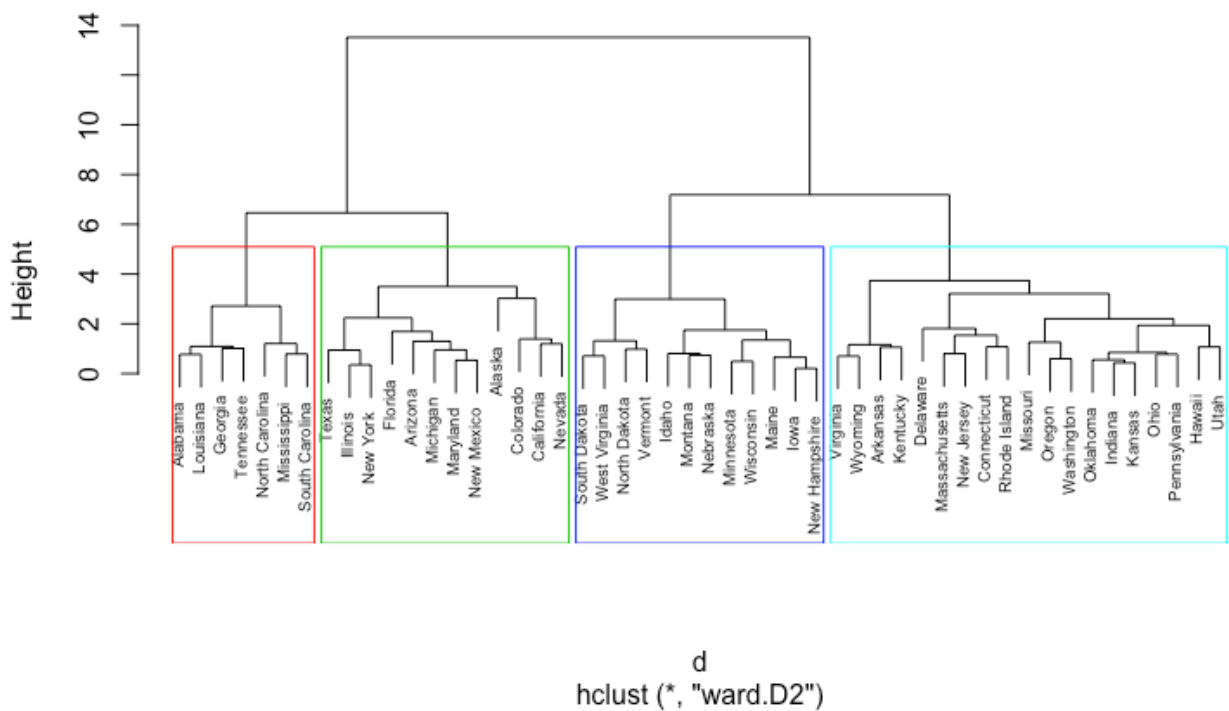 14
10
8
6
4
2
0
Height
Alabama
Louisiana
Georgia
Tennessee
North Carolina
Mississippi
South Carolina
Texas
Illinois
New York
Florida
Arizona
Michigan
Maryland
New Mexico
Alaska
Colorado
California
Nevada
South Dakota
West Virginia
North Dakota
Vermont
Idaho
Montana
Nebraska
Minnesota
Wisconsin
Maine
Iowa
New Hampshire
Virginia
Wyoming
Arkansas
Kentucky
Delaware
Massachusetts
New Jersey
Connecticut
Rhode Island
Missouri
Oregon
Washington
Oklahoma
Indiana
Kansas
Ohio
Pennsylvania
Hawaii
Utah
d
hclust (*, "ward.D2")